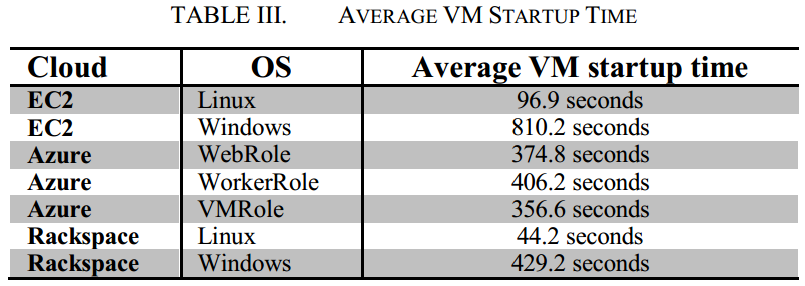 TABLE III. AVERAGE VM STARTUP TIME
Cloud OS Average VM startup time
EC2 Linux 96.9 seconds
EC2 Windows 810.2 seconds
Azure WebRole 374.8 seconds
Azure WorkerRole 406.2 seconds
Azure VMRole 356.6 seconds
Rackspace Linux 44.2 seconds
Rackspace Windows 429.2 seconds